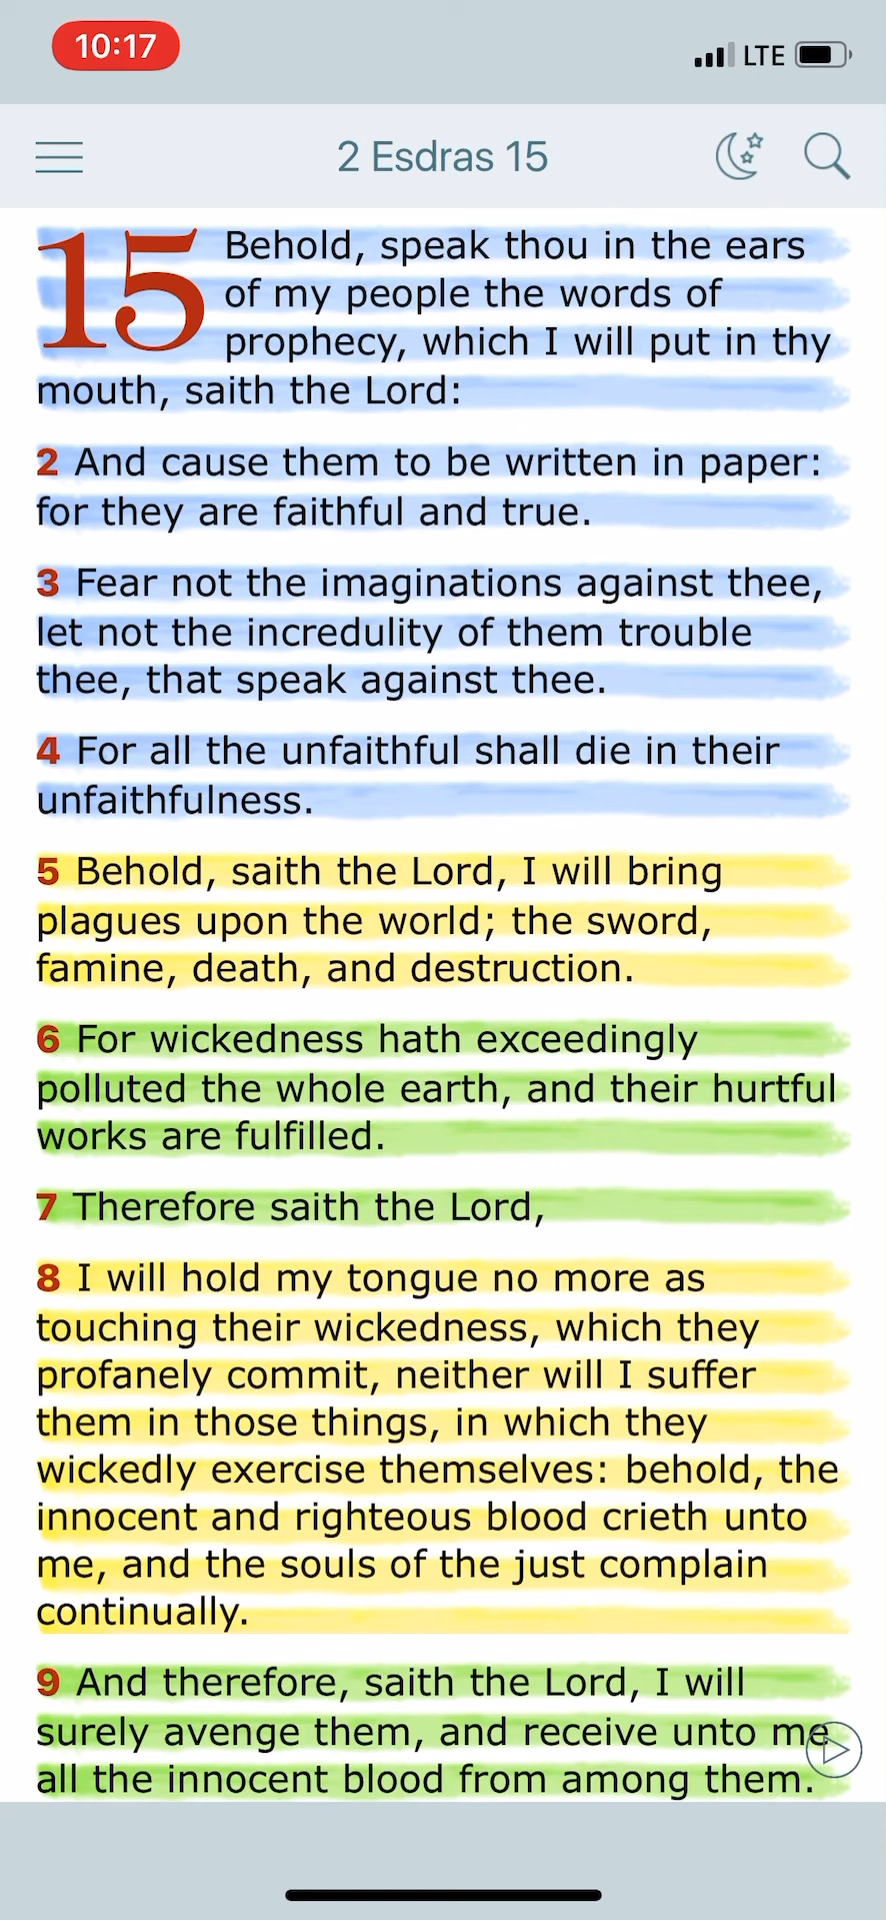 10:17
LTE
2 Esdras 15
15 Behold, speak thou in the ears
of my people the words of
prophecy, which I will put in thy
mouth, saith the Lord:
2 And cause them to be written in paper:
for they are faithful and true.
3 Fear not the imaginations against thee,
let not the incredulity of them trouble
thee, that speak against thee.
4 For all the unfaithful shall die in their
unfaithfulness.
5 Behold, saith the Lord, I will bring
plagues upon the world; the sword,
famine, death, and destruction.
6 For wickedness hath exceedingly
polluted the whole earth, and their hurtful
works are fulfilled.
7 Therefore saith the Lord,
8 I will hold my tongue no more as
touching their wickedness, which they
profanely commit, neither will I suffer
them in those things, in which they
wickedly exercise themselves: behold, the
innocent and righteous blood crieth unto
me, and the souls of the just complain
continually.
9 And therefore, saith the Lord, I will
surely avenge them, and receive unto me
all the innocent blood from among them.